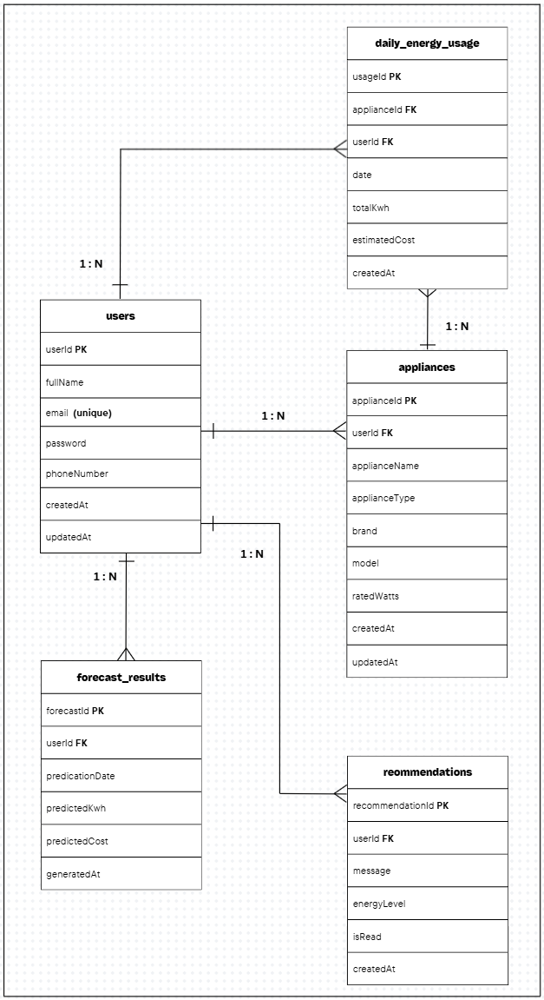 daily_energy_usage
usageId PK
applianceId FK
userId FK
date
totalKwh
estimatedCost
createdAt
1 : N
users
userId PK
fullName
email (unique)
password
phoneNumber
createdAt
updatedAt
1 : N
appliances
applianceId PK
userId FK
applianceName
applianceType
brand
model
ratedWatts
createdAt
updatedAt
1 : N
1 : N
1 : N
forecast_results
forecastId PK
userId FK
predicationDate
predictedKwh
predictedCost
generatedAt
reommendations
recommendationId PK
userId FK
message
energyLevel
isRead
createdAt